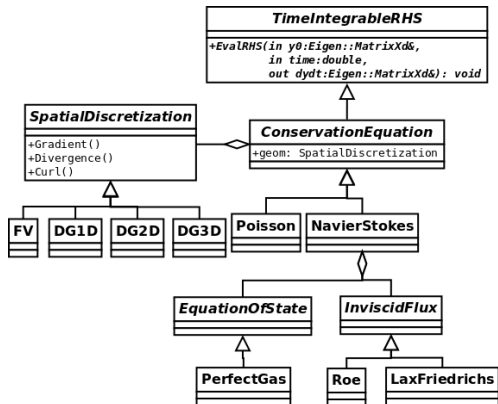 TimeIntegrableRHS
+EvalRHS(in y0:Eigen::MatrixXd&,
in time:double,
out dydt:Eigen::MatrixXd&): void
SpatialDiscretization
+Gradient()
+Divergence()
+Curl()
ConservationEquation
+geom: SpatialDiscretization
FV
DG1D
DG2D
DG3D
Poisson
NavierStokes
EquationOfState
InviscidFlux
PerfectGas
Roe
LaxFriedrichs